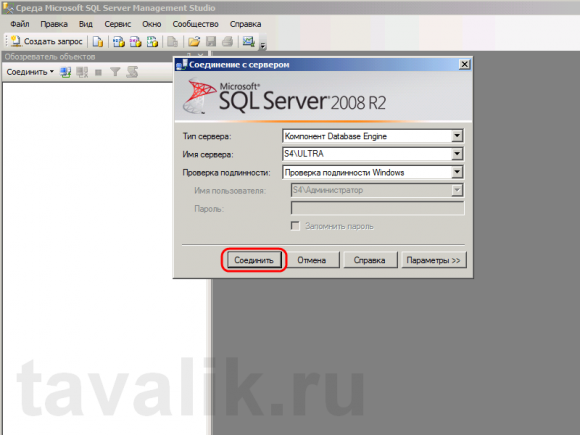 Среда Microsoft SQL Server Management Studio
Файл Правка Вид Сервис Окно Сообщество Справка
Создать запрос
Обозреватель объектов
Соединить
Соединение с сервером
Microsoft®
SQL Server® 2008 R2
Тип сервера: Компонент Database Engine
Имя сервера: S4\ULTRA
Проверка подлинности: Проверка подлинности Windows
Имя пользователя: S4\Администратор
Пароль:
Запомнить пароль
Соединить Отмена Справка Параметры >>
tavalik.ru